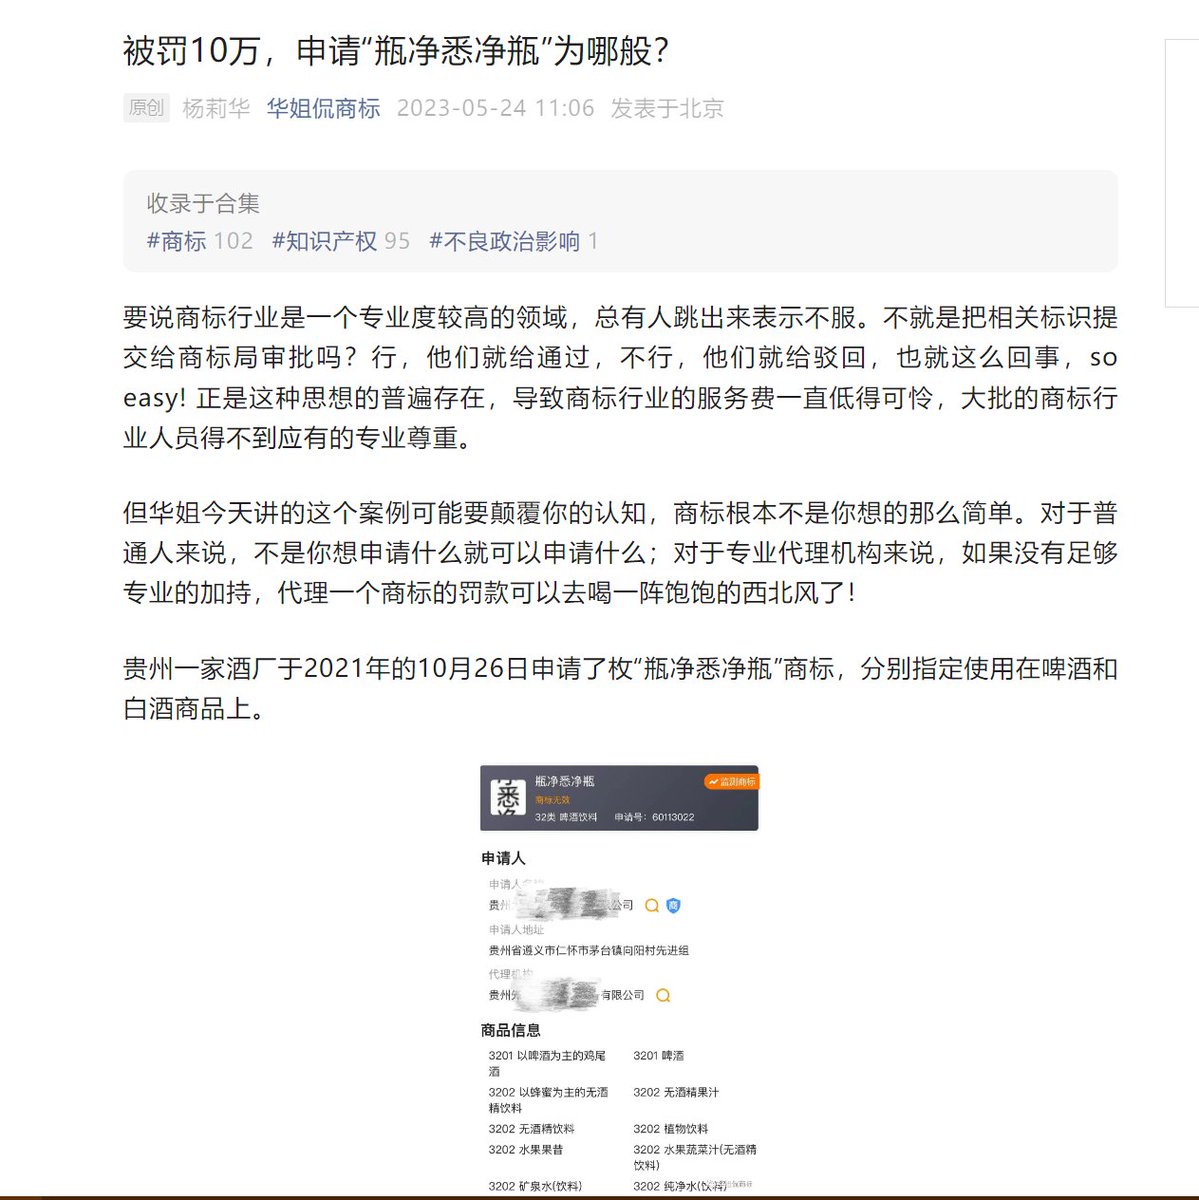 被罚10万，申请“瓶净悉净瓶”为哪般？
原创 杨莉华 华姐侃商标 2023-05-24 11:06 发表于北京
收录于合集
#商标 102 #知识产权 95 #不良政治影响 1
要说商标行业是一个专业度较高的领域，总有人跳出来表示不服。不就是把相关标识提
交给商标局审批吗？行，他们就给通过，不行，他们就给驳回，也就这么回事，so
easy! 正是这种思想的普遍存在，导致商标行业的服务费一直低得可怜，大批的商标行
业人员得不到应有的专业尊重。
但华姐今天讲的这个案例可能要颠覆你的认知，商标根本不是你想的那么简单。对于普
通人来说，不是你想申请什么就可以申请什么；对于专业代理机构来说，如果没有足够
专业的加持，代理一个商标的罚款可以去喝一阵饱饱的西北风了！
贵州一家酒厂于2021年的10月26日申请了枚“瓶净悉净瓶”商标，分别指定使用在啤酒和
白酒商品上。
瓶净悉净瓶
监测商标
悉
商标无效
32类 啤酒饮料 申请号：60113022
申请人
申请人
贵州 公司
商
申请人地址
贵州省遵义市仁怀市茅台镇向阳村先进组
代理机构
贵州 有限公司
商品信息
3201 以啤酒为主的鸡尾酒 3201 啤酒
3202 以蜂蜜为主的无酒精饮料 3202 无酒精果汁
3202 无酒精饮料 3202 植物饮料
3202 水果果昔 3202 水果蔬菜汁(无酒精饮料)
3202 矿泉水(饮料) 3202 纯净水(饮料)